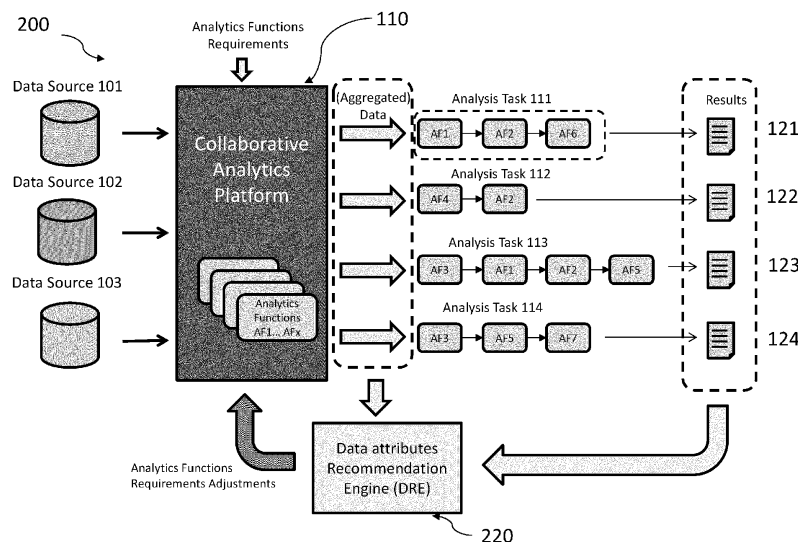 200
Analytics Functions
Requirements
110
Data Source 101
Data Source 102
Data Source 103
Collaborative
Analytics
Platform
Analytics
Functions
AF1... AFx
(Aggregated)
Data
Analysis Task 111
AF1
AF2
AF6
Analysis Task 112
AF4
AF2
Analysis Task 113
AF3
AF1
AF2
AF5
Analysis Task 114
AF3
AF5
AF7
Results
121
122
123
124
Analytics Functions
Requirements Adjustments
Data attributes
Recommendation
Engine (DRE)
220